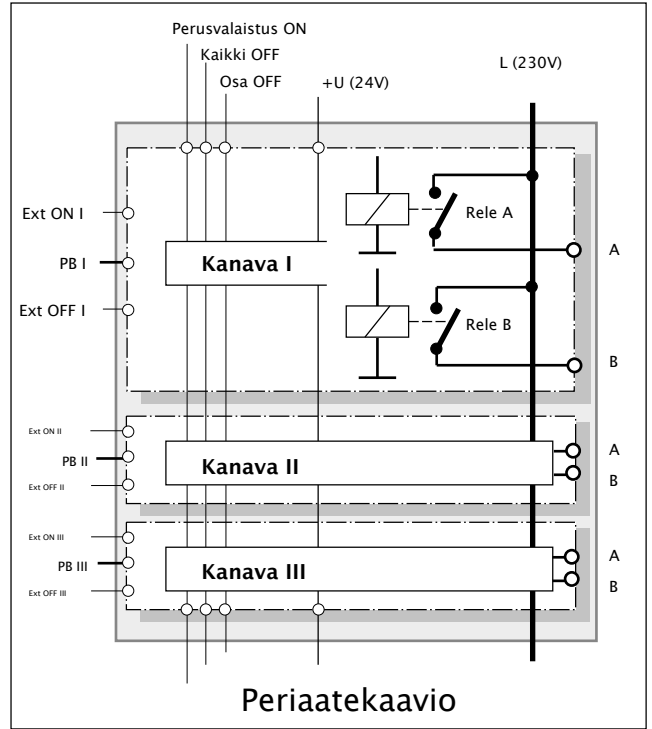 Perusvalaistus ON
Kaikki OFF
Osa OFF
+U (24V)
L (230V)
Ext ON I
PB I
Ext OFF I
Kanava I
Rele A
A
Rele B
B
Ext ON II
PB II
Ext OFF II
Kanava II
A
B
Ext ON III
PB III
Ext OFF III
Kanava III
A
B
Periaatekaavio